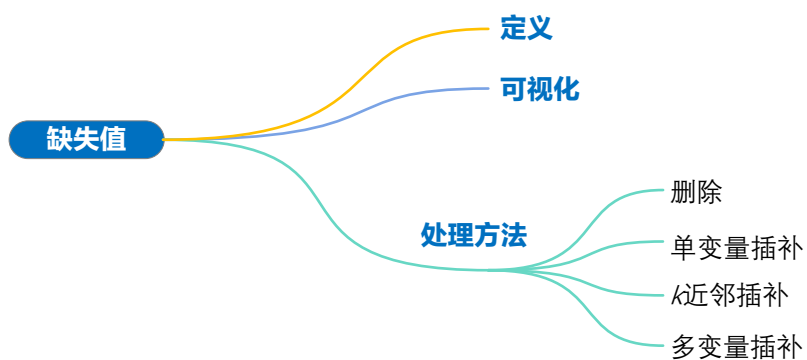 缺失值
定义
可视化
处理方法
删除
单变量插补
k近邻插补
多变量插补